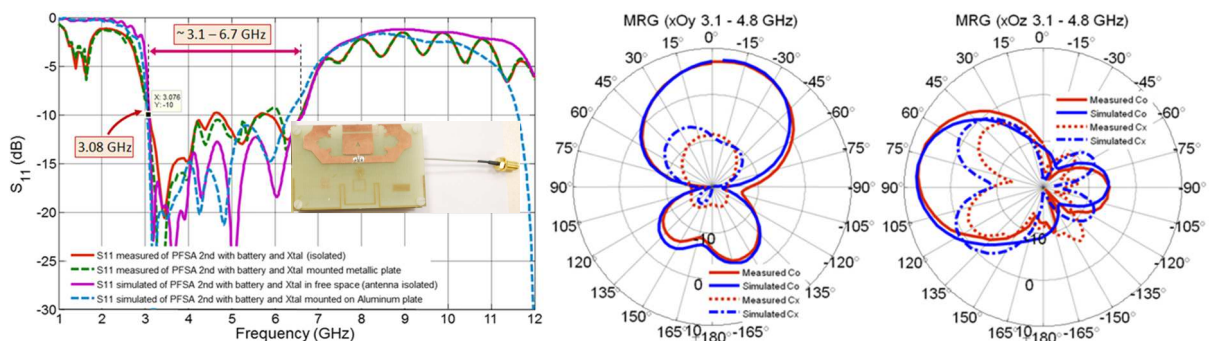 ~ 3.1 – 6.7 GHz
X: 3.076
Y: -10
3.08 GHz
0
-5
-10
-15
-20
-25
-30
S11 (dB)
S11 measured of PFSA 2nd with battery and Xtal (isolated)
S11 measured of PFSA 2nd with battery and Xtal mounted metallic plate
S11 simulated of PFSA 2nd with battery and Xtal in free space (antenna isolated)
S11 simulated of PFSA 2nd with battery and Xtal mounted on Aluminum plate
1 2 3 4 5 6 7 8 9 10 11 12
Frequency (GHz)
MRG (xOy 3.1 - 4.8 GHz)
15° 0° -15°
30° -30°
45° -45°
60° -60°
75° -75°
90° -90°
105° -105°
-10
0
135° -135°
150° -150°
165° 10 -165°
±180°
Measured Co
Simulated Co
Measured Cx
Simulated Cx
MRG (xOz 3.1 - 4.8 GHz)
15° 0° -15°
30° -30°
45° -45°
60° -60°
75° -75°
90° -90°
105° -105°
-10
0
135° -135°
150° -150°
165° 10 -165°
±180°
Measured Co
Simulated Co
Measured Cx
Simulated Cx